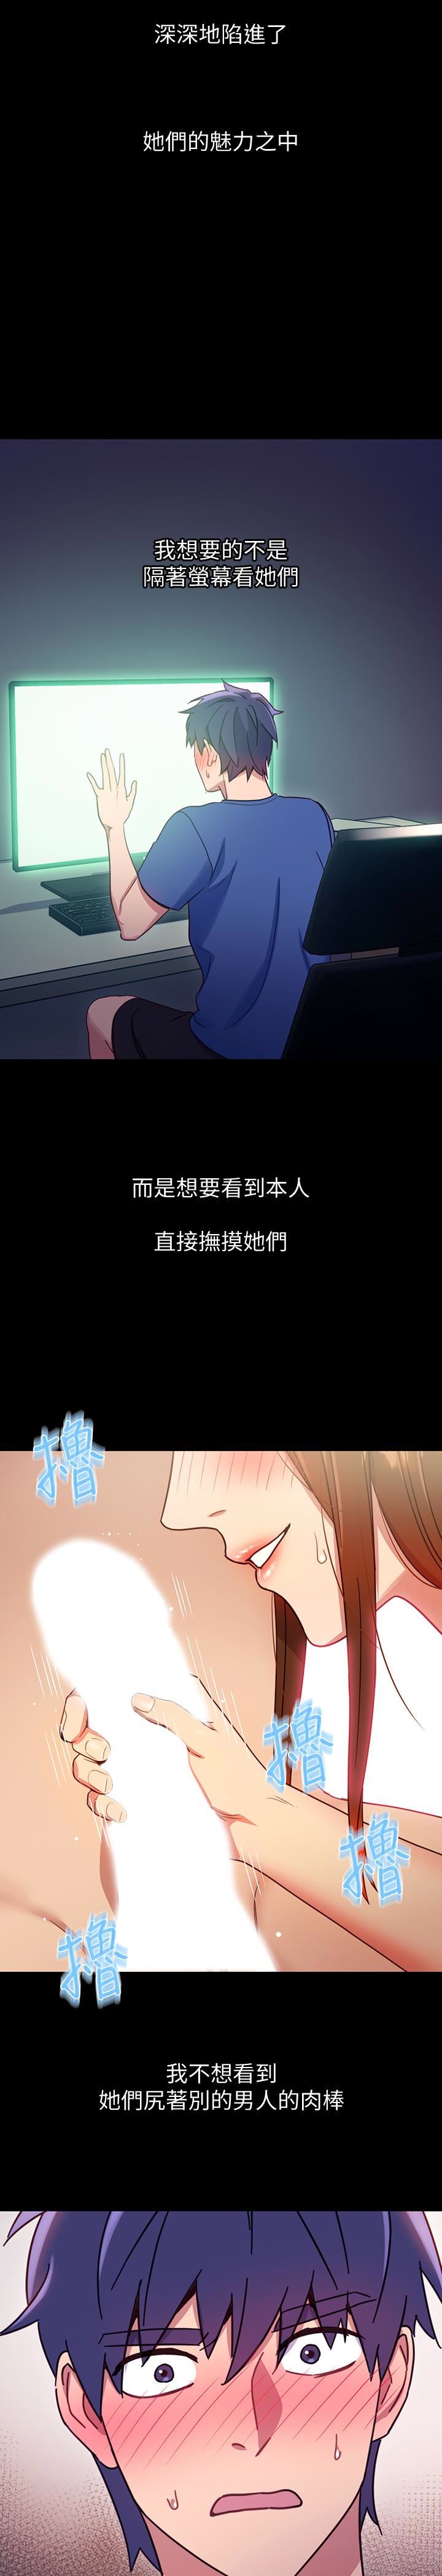 深深地陷進了
她們的魅力之中
我想要的不是
隔著螢幕看她們
而是想要看到本人
直接撫摸她們
擼
擼
擼
擼
我不想看到
她們尻著別的男人的肉棒